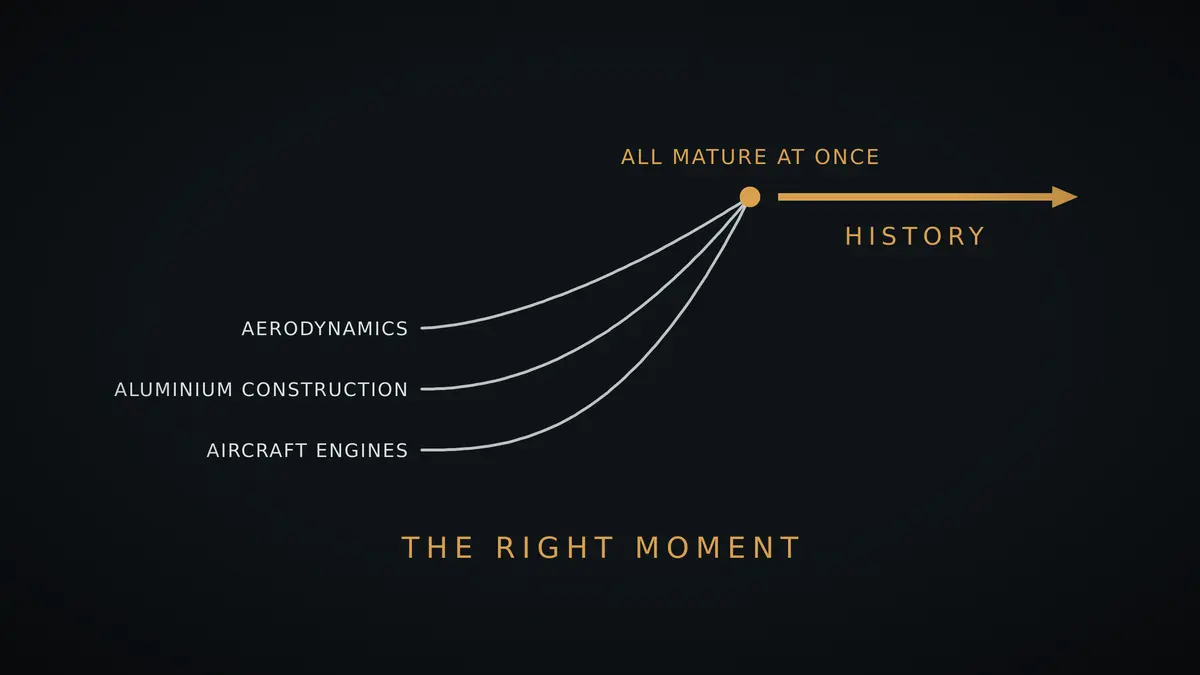 ALL MATURE AT ONCE
HISTORY
AERODYNAMICS
ALUMINIUM CONSTRUCTION
AIRCRAFT ENGINES
THE RIGHT MOMENT